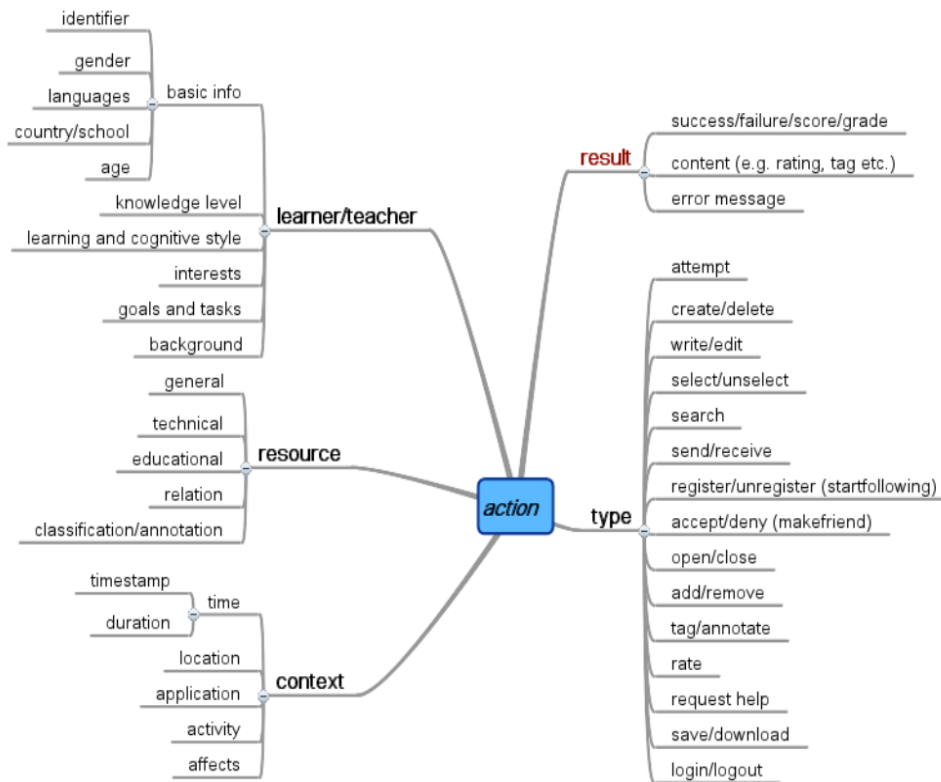 identifier
gender
languages
country/school
age
basic info
knowledge level
learning and cognitive style
interests
goals and tasks
background
learner/teacher
general
technical
educational
relation
classification/annotation
resource
timestamp
duration
time
location
application
activity
affects
context
action
result
success/failure/score/grade
content (e.g. rating, tag etc.)
error message
type
attempt
create/delete
write/edit
select/unselect
search
send/receive
register/unregister (startfollowing)
accept/deny (makefriend)
open/close
add/remove
tag/annotate
rate
request help
save/download
login/logout